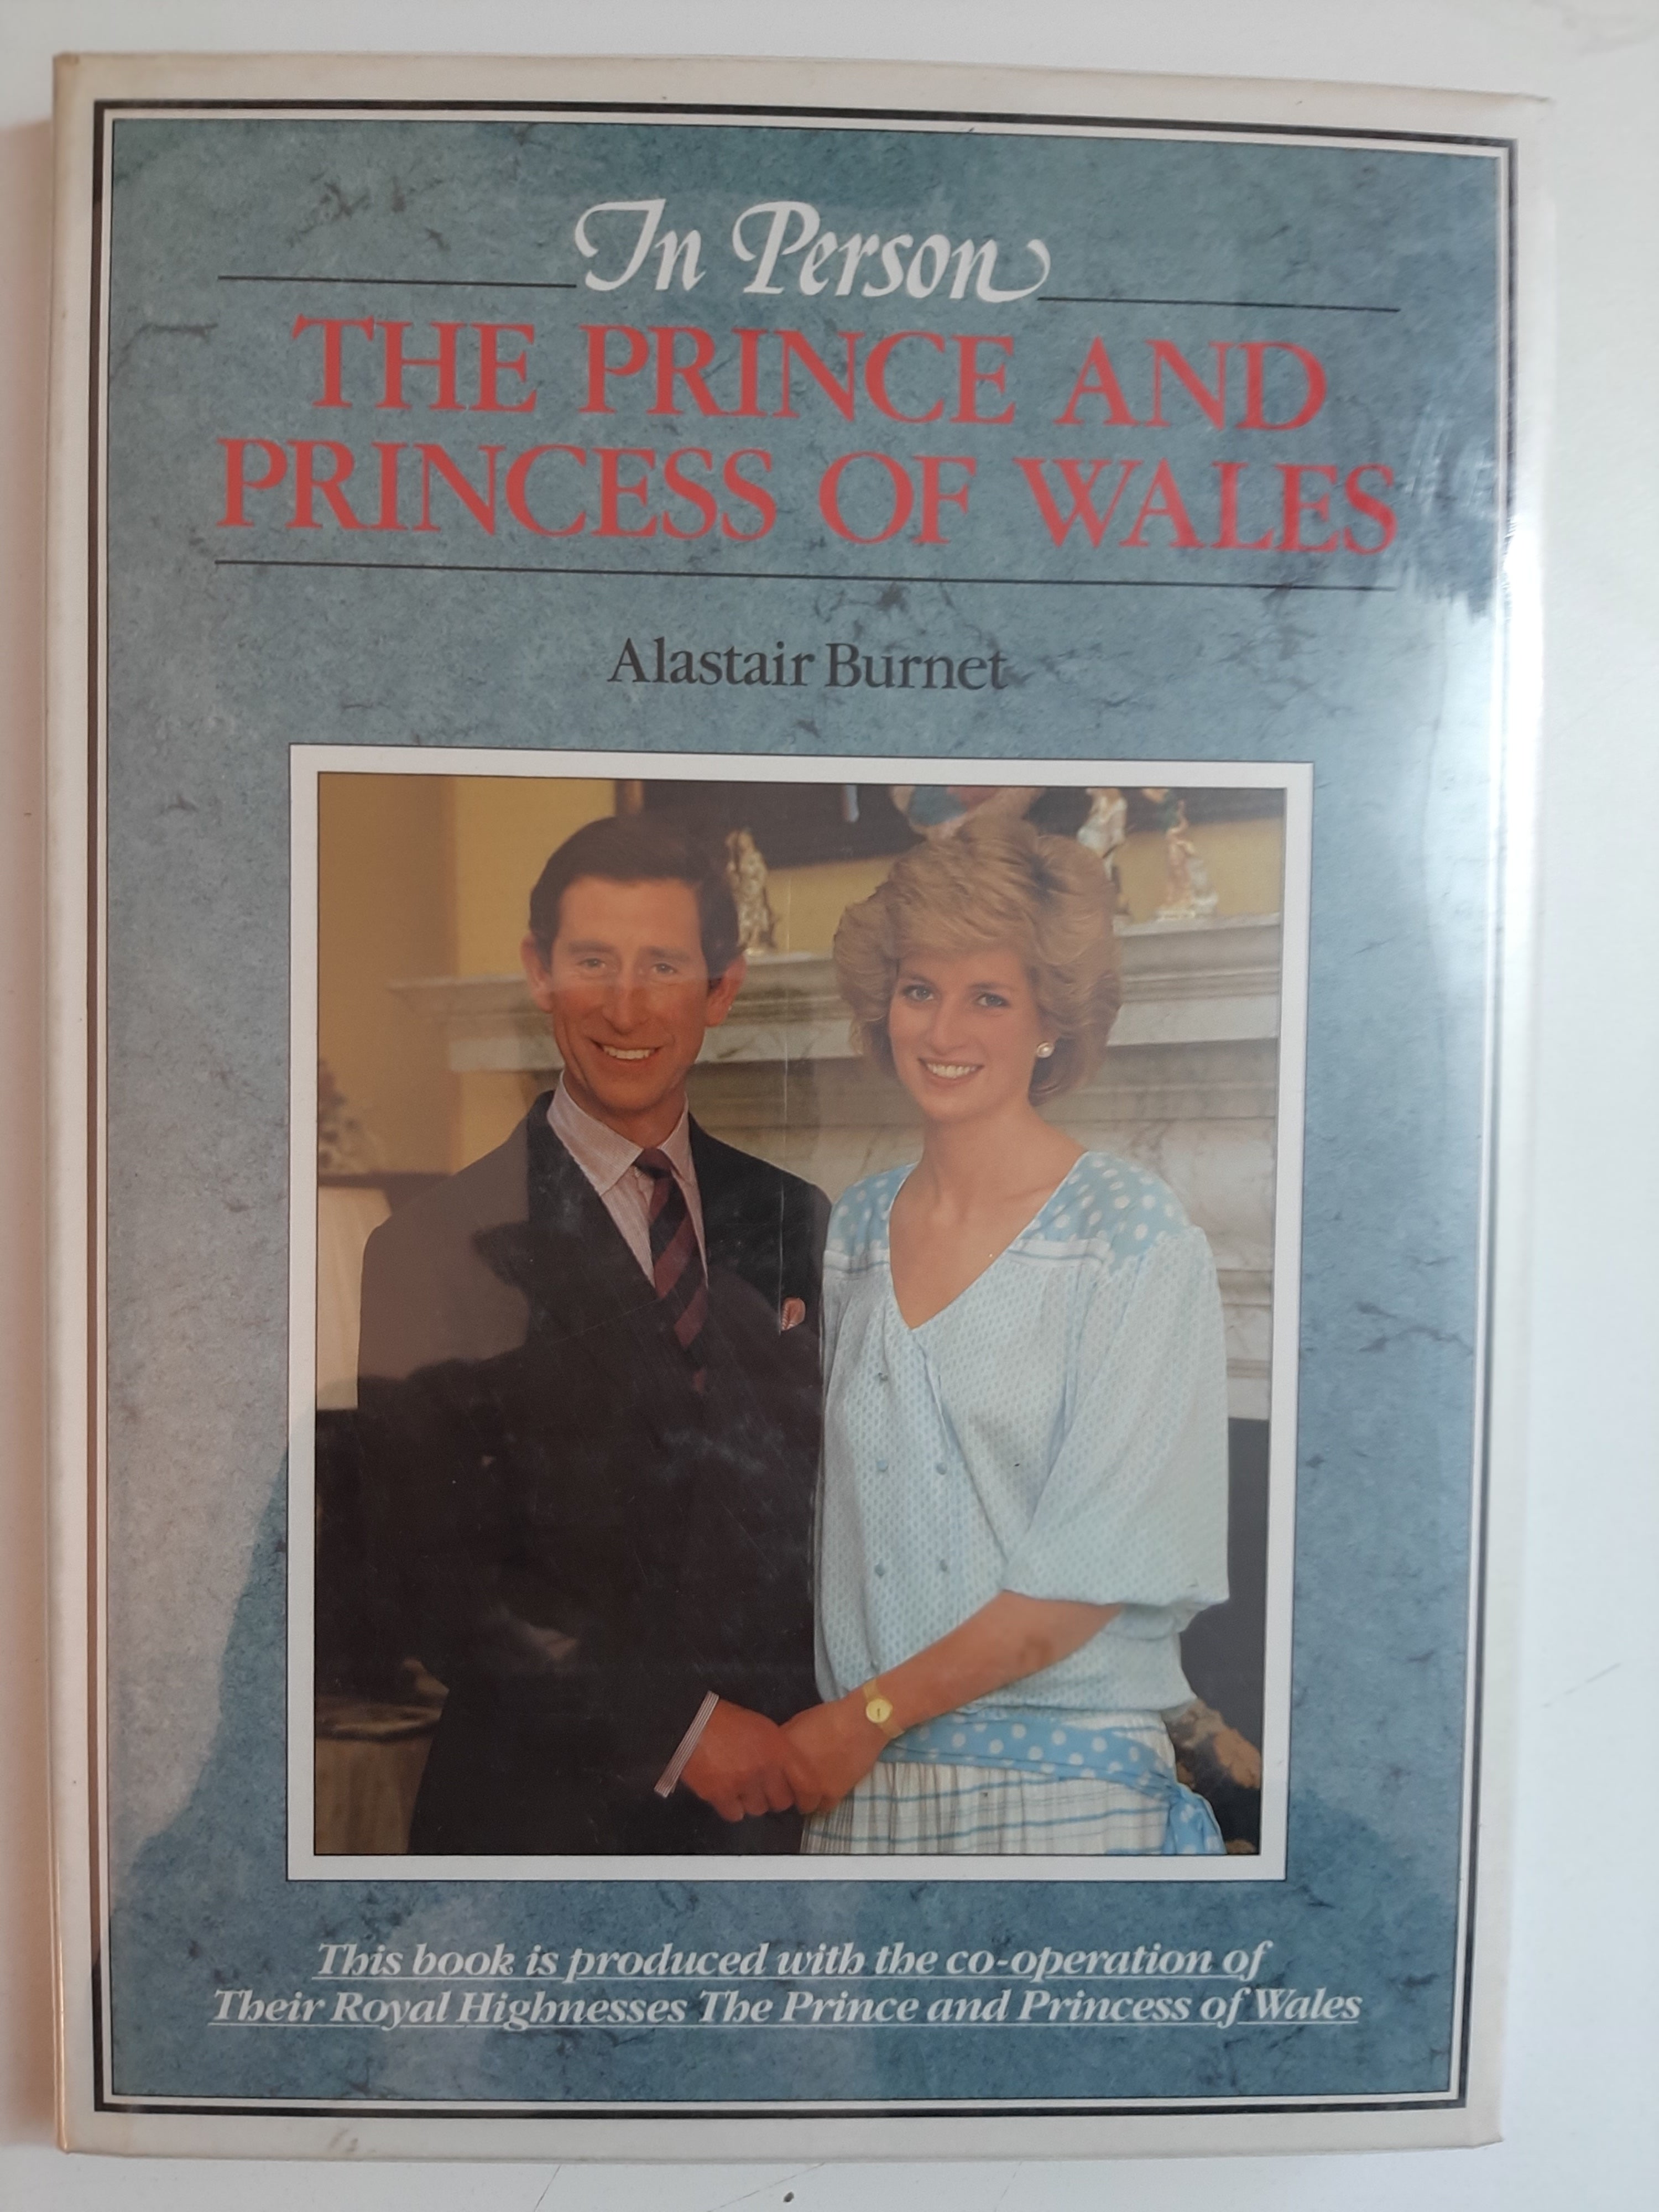 In Person
THE PRINCE AND
PRINCESS OF WALES
Alastair Burnet
This book is produced with the co-operation of
Their Royal Highnesses The Prince and Princess of Wales